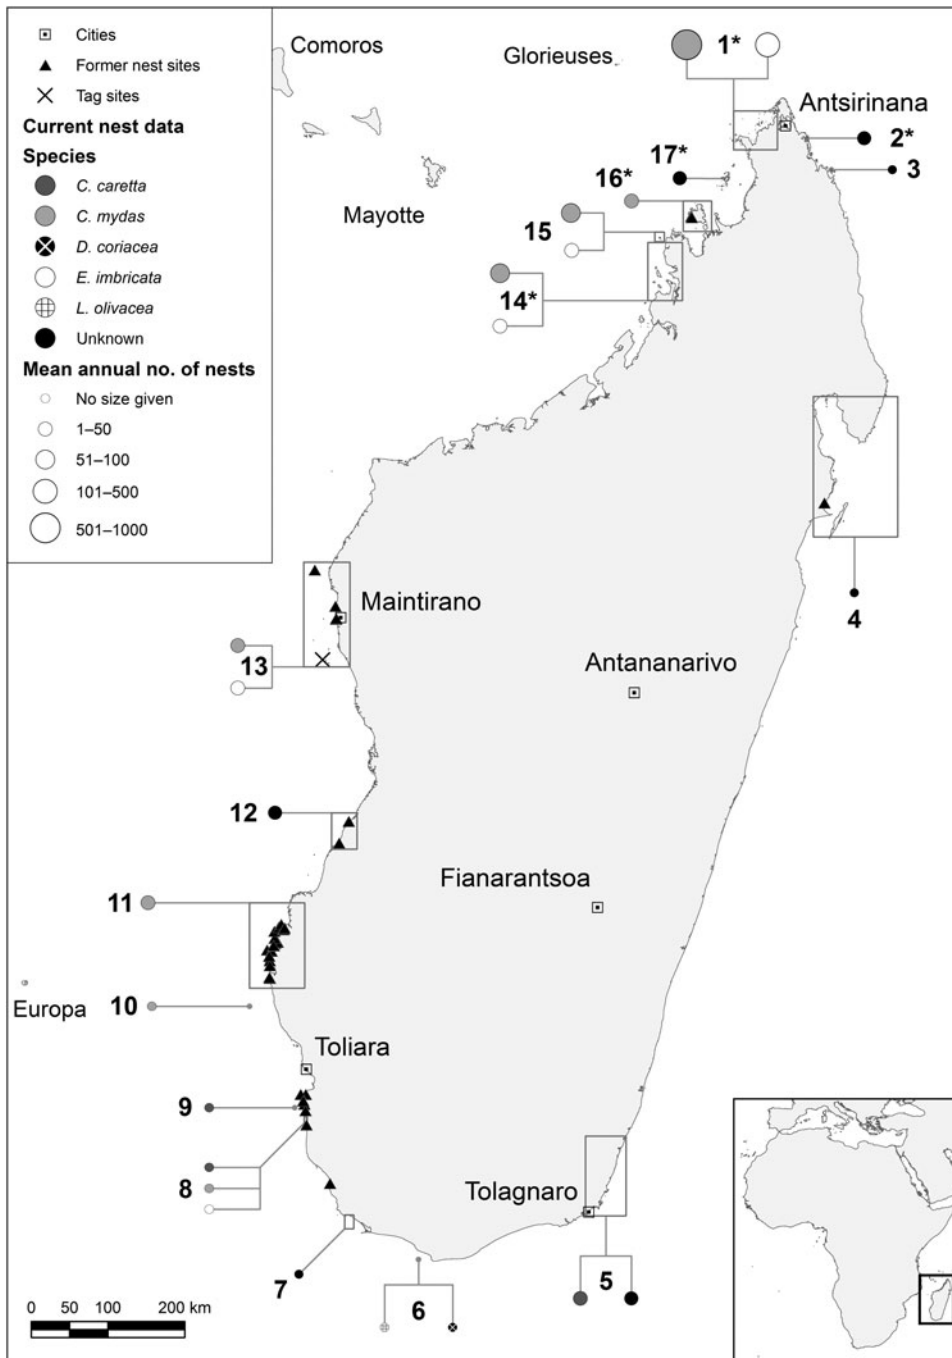 Cities
Former nest sites
Tag sites
Current nest data
Species
C. caretta
C. mydas
D. coriacea
E. imbricata
L. olivacea
Unknown
Mean annual no. of nests
No size given
1–50
51–100
101–500
501–1000
Comoros
Glorieuses
1*
Antsirinana
2*
3
17*
16*
Mayotte
15
14*
4
Maintirano
13
Antananarivo
12
Fianarantsoa
11
Europa
10
Toliara
9
8
Tolagnaro
7
6
5
0 50 100 200 km